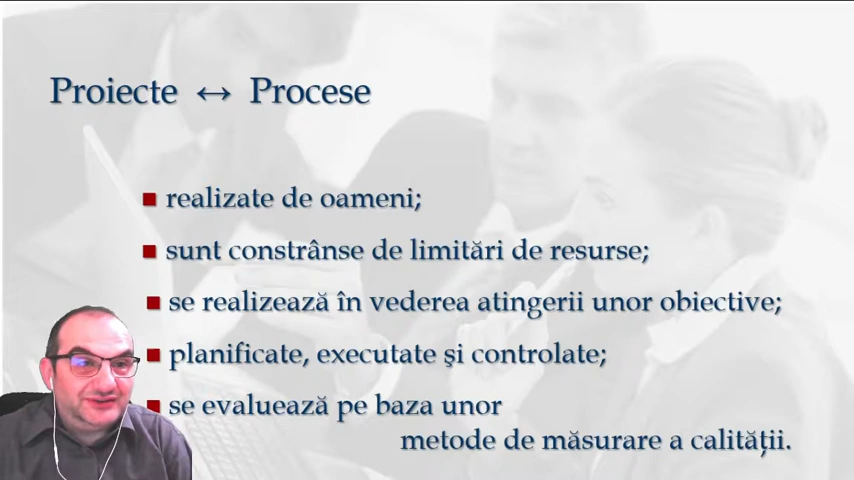 Proiecte ↔ Procese
realizate de oameni;
sunt constrânse de limitări de resurse;
se realizează în vederea atingerii unor obiective;
planificate, executate şi controlate;
se evaluează pe baza unor
metode de măsurare a calităţii.